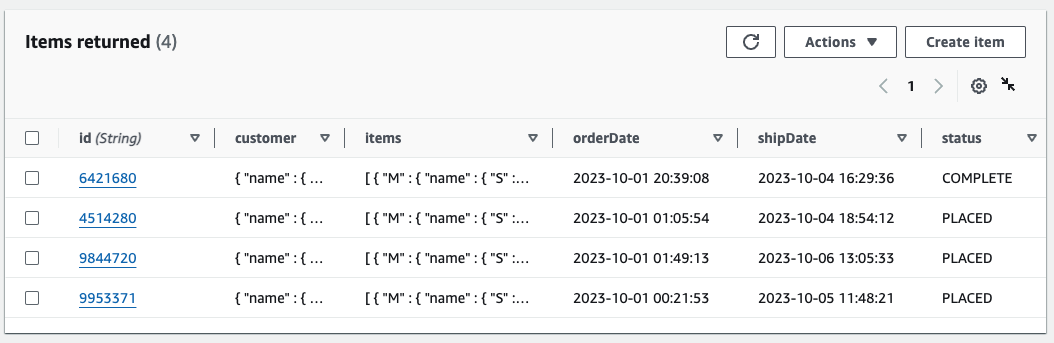 Items returned (4)
Actions
Create item
1
id (String) customer items orderDate shipDate status
6421680 { "name" : { ... [ { "M" : { "name" : { "S" :... 2023-10-01 20:39:08 2023-10-04 16:29:36 COMPLETE
4514280 { "name" : { ... [ { "M" : { "name" : { "S" :... 2023-10-01 01:05:54 2023-10-04 18:54:12 PLACED
9844720 { "name" : { ... [ { "M" : { "name" : { "S" :... 2023-10-01 01:49:13 2023-10-06 13:05:33 PLACED
9953371 { "name" : { ... [ { "M" : { "name" : { "S" :... 2023-10-01 00:21:53 2023-10-05 11:48:21 PLACED